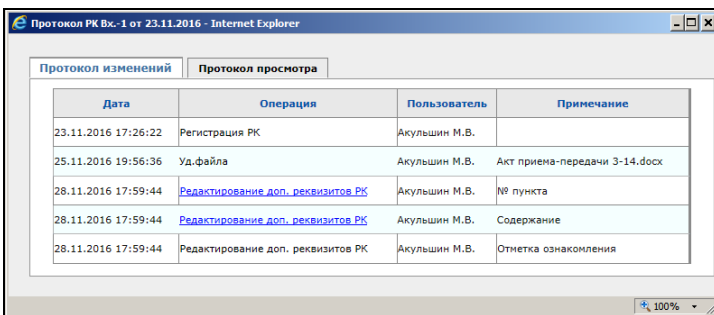 Протокол РК Вх.-1 от 23.11.2016 - Internet Explorer
Протокол изменений Протокол просмотра
Дата Операция Пользователь Примечание
23.11.2016 17:26:22 Регистрация РК Акульшин М.В.
25.11.2016 19:56:36 Уд.файла Акульшин М.В. Акт приема-передачи 3-14.docx
28.11.2016 17:59:44 Редактирование доп. реквизитов РК Акульшин М.В. № пункта
28.11.2016 17:59:44 Редактирование доп. реквизитов РК Акульшин М.В. Содержание
28.11.2016 17:59:44 Редактирование доп. реквизитов РК Акульшин М.В. Отметка ознакомления
100%